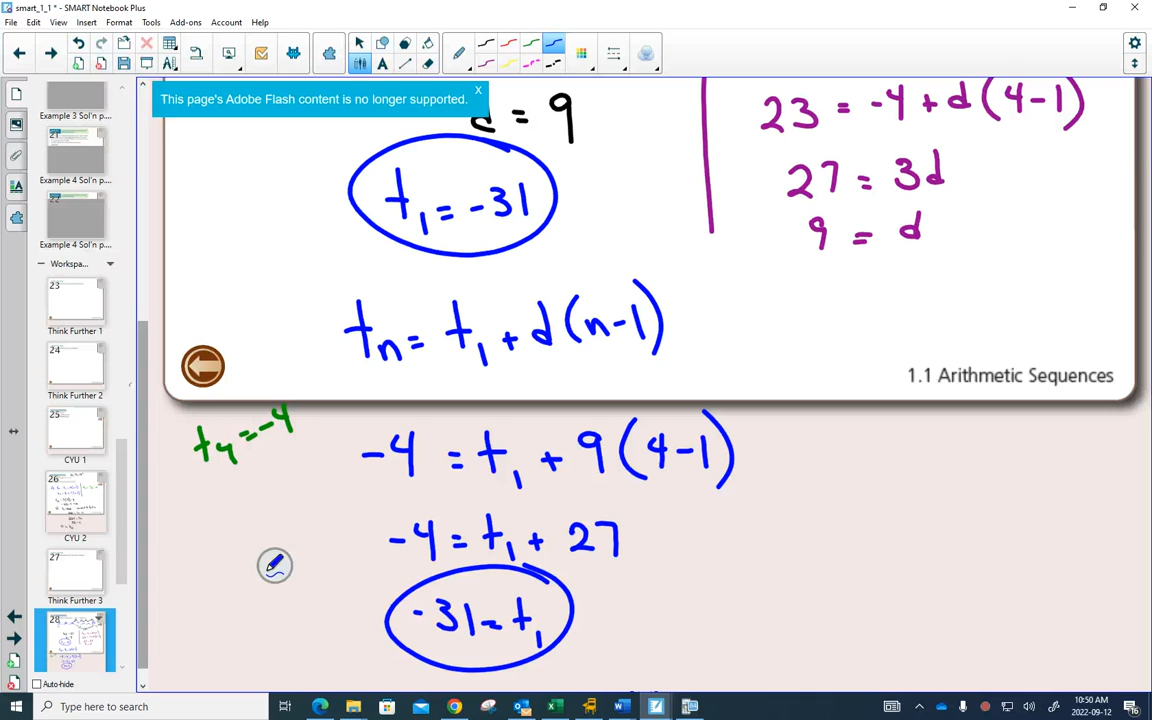 smart_1_1 * - SMART Notebook Plus
File Edit View Insert Format Tools Add-ons Account Help
This page's Adobe Flash content is no longer supported. X
d = 9
t₁ = -31
tₙ = t₁ + d(n-1)
23 = -4 + d(4-1)
27 = 3d
9 = d
1.1 Arithmetic Sequences
t₄ = -4
-4 = t₁ + 9(4-1)
-4 = t₁ + 27
-31 = t₁
Example 3 Sol'n p...
21
Example 4 Sol'n p...
22
Example 4 Sol'n p...
Workspa...
23
Think Further 1
24
Think Further 2
25
CYU 1
26
CYU 2
27
Think Further 3
28
Auto-hide
Type here to search
10:50 AM
2022-09-12
16